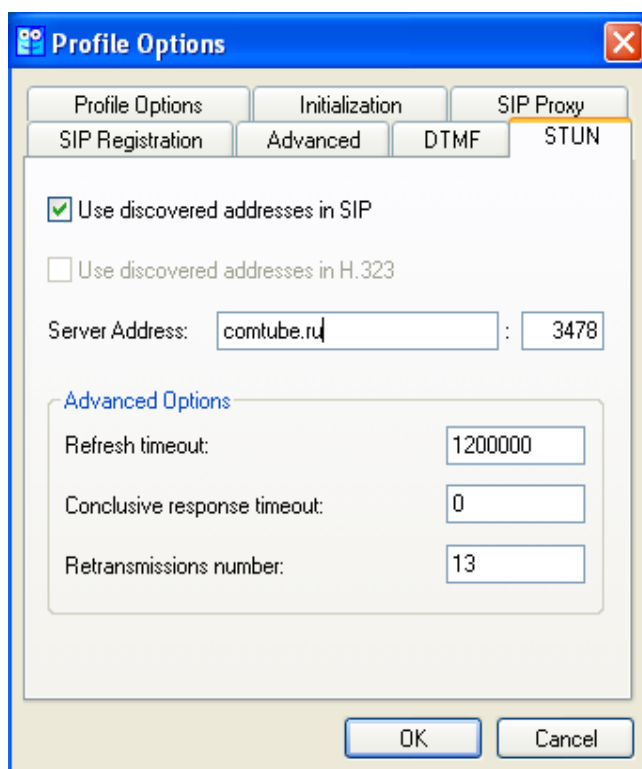 Profile Options
Profile Options Initialization SIP Proxy
SIP Registration Advanced DTMF STUN
Use discovered addresses in SIP
Use discovered addresses in H.323
Server Address: comtube.ru : 3478
Advanced Options
Refresh timeout: 1200000
Conclusive response timeout: 0
Retransmissions number: 13
OK Cancel